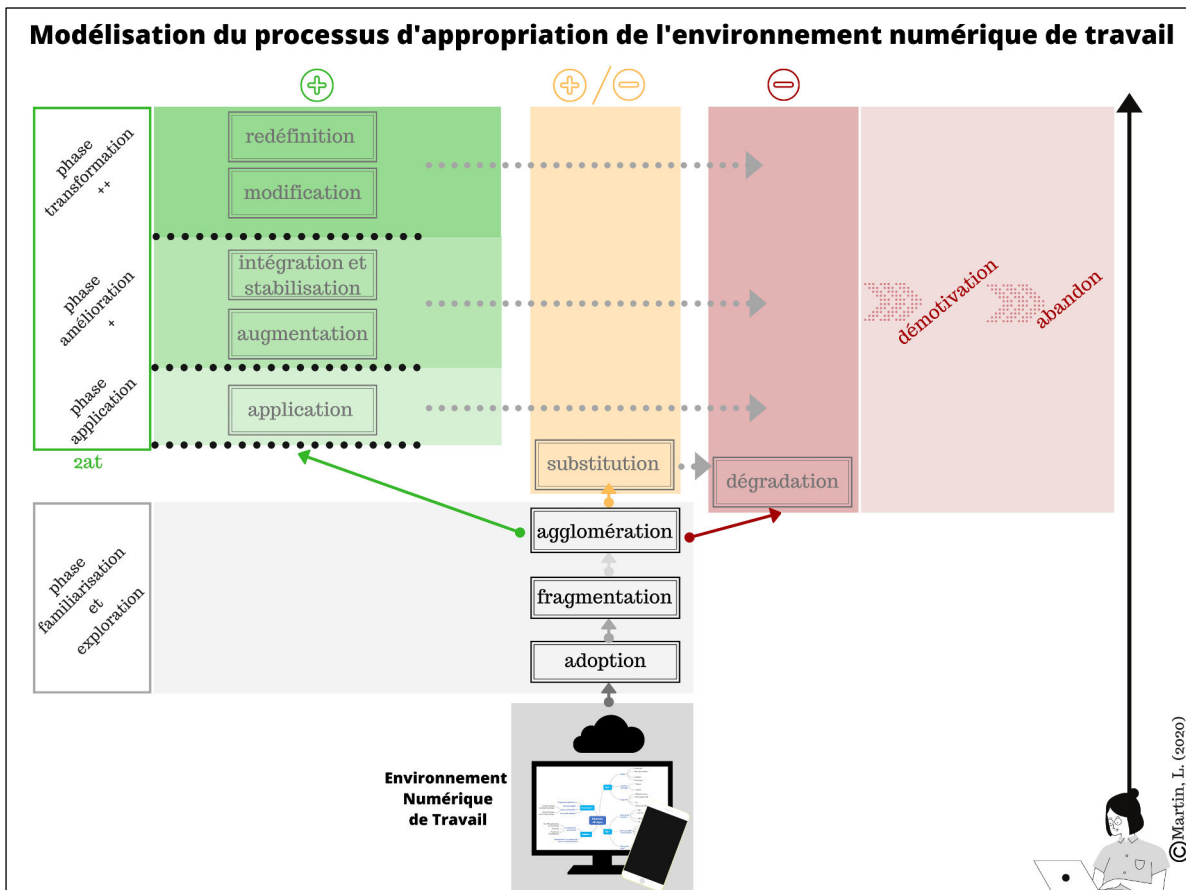 Modélisation du processus d'appropriation de l'environnement numérique de travail
+
+ / −
−
phase
transformation
++
redéfinition
modification
phase
amélioration
+
intégration et
stabilisation
augmentation
démotivation
abandon
phase
application
application
2at
substitution
dégradation
phase
familiarisation
et
exploration
agglomération
fragmentation
adoption
Environnement
Numérique
de Travail
©Martin, L. (2020)